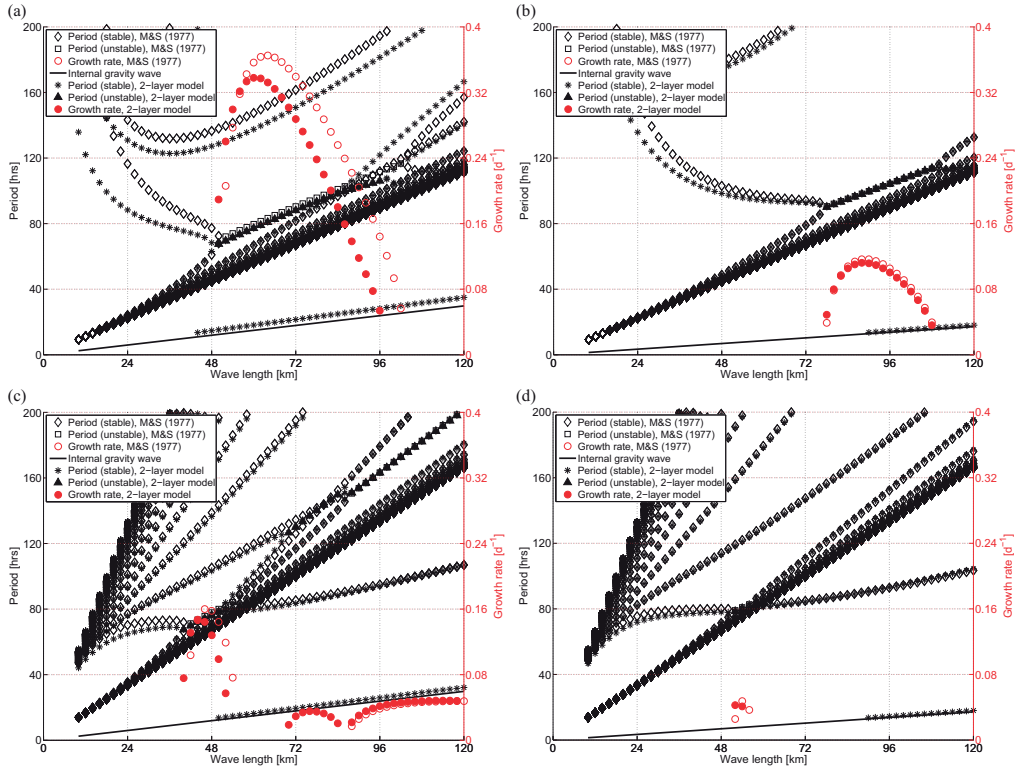 (a)
200
160
120
80
40
0
Period [hrs]
0.4
0.32
0.24
0.16
0.08
0
Growth rate [d⁻¹]
Period (stable), M&S (1977)
Period (unstable), M&S (1977)
Growth rate, M&S (1977)
Internal gravity wave
Period (stable), 2−layer model
Period (unstable), 2−layer model
Growth rate, 2−layer model
24
48
72
96
120
Wave length [km]
(b)
200
160
120
80
40
0
Period [hrs]
0.4
0.32
0.24
0.16
0.08
0
Growth rate [d⁻¹]
Period (stable), M&S (1977)
Period (unstable), M&S (1977)
Growth rate, M&S (1977)
Internal gravity wave
Period (stable), 2−layer model
Period (unstable), 2−layer model
Growth rate, 2−layer model
24
48
72
96
120
Wave length [km]
(c)
200
160
120
80
40
0
Period [hrs]
0.4
0.32
0.24
0.16
0.08
0
Growth rate [d⁻¹]
Period (stable), M&S (1977)
Period (unstable), M&S (1977)
Growth rate, M&S (1977)
Internal gravity wave
Period (stable), 2−layer model
Period (unstable), 2−layer model
Growth rate, 2−layer model
24
48
72
96
120
Wave length [km]
(d)
200
160
120
80
40
0
Period [hrs]
0.4
0.32
0.24
0.16
0.08
0
Growth rate [d⁻¹]
Period (stable), M&S (1977)
Period (unstable), M&S (1977)
Growth rate, M&S (1977)
Internal gravity wave
Period (stable), 2−layer model
Period (unstable), 2−layer model
Growth rate, 2−layer model
24
48
72
96
120
Wave length [km]